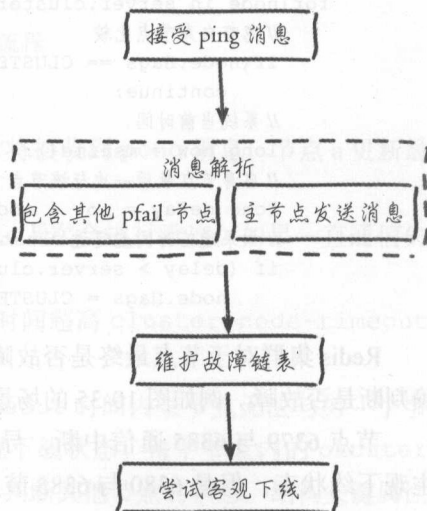 接受 ping 消息
消息解析
包含其他 pfail 节点
主节点发送消息
维护故障链表
尝试客观下线